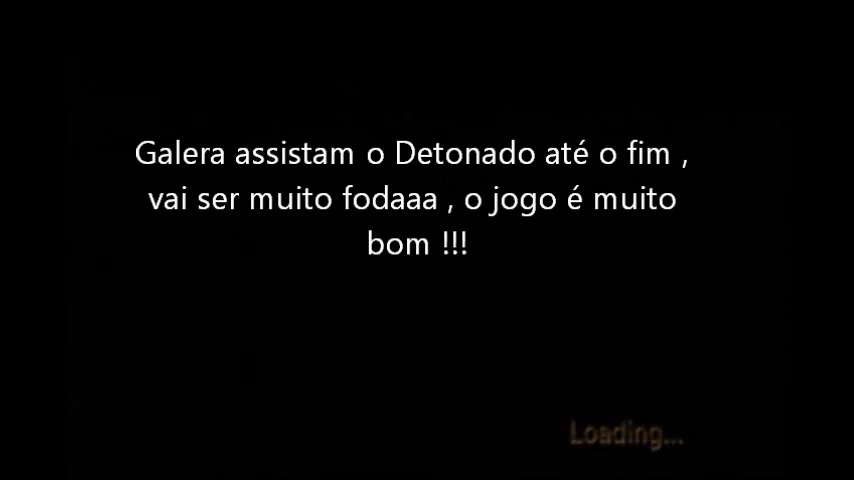 Galera assistam o Detonado até o fim ,
vai ser muito fodaaa , o jogo é muito
bom !!!
Loading...